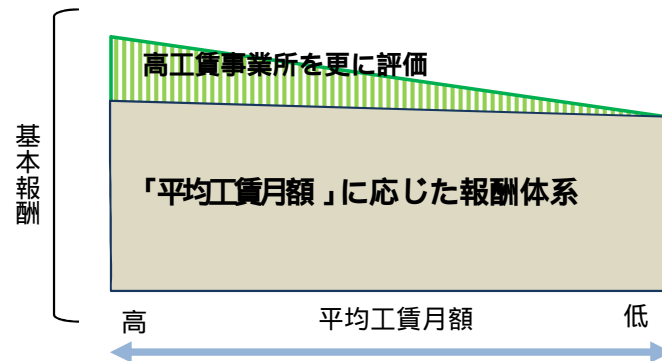 高工賃事業所を更に評価
基本報酬
「平均工賃月額」に応じた報酬体系
高
平均工賃月額
低